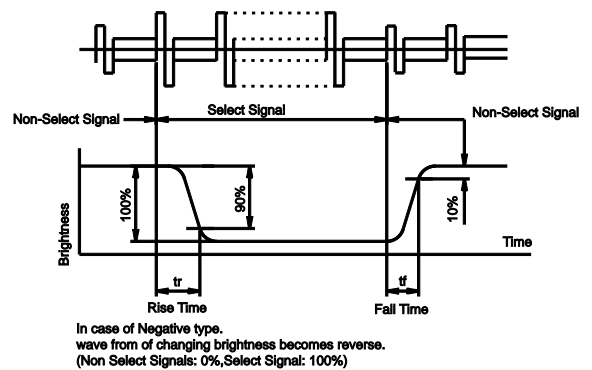 Select Signal
Non-Select Signal
Non-Select Signal
100%
90%
10%
Brightness
Time
tr
tf
Rise Time
Fall Time
In case of Negative type.
wave from of changing brightness becomes reverse.
(Non Select Signals: 0%,Select Signal: 100%)